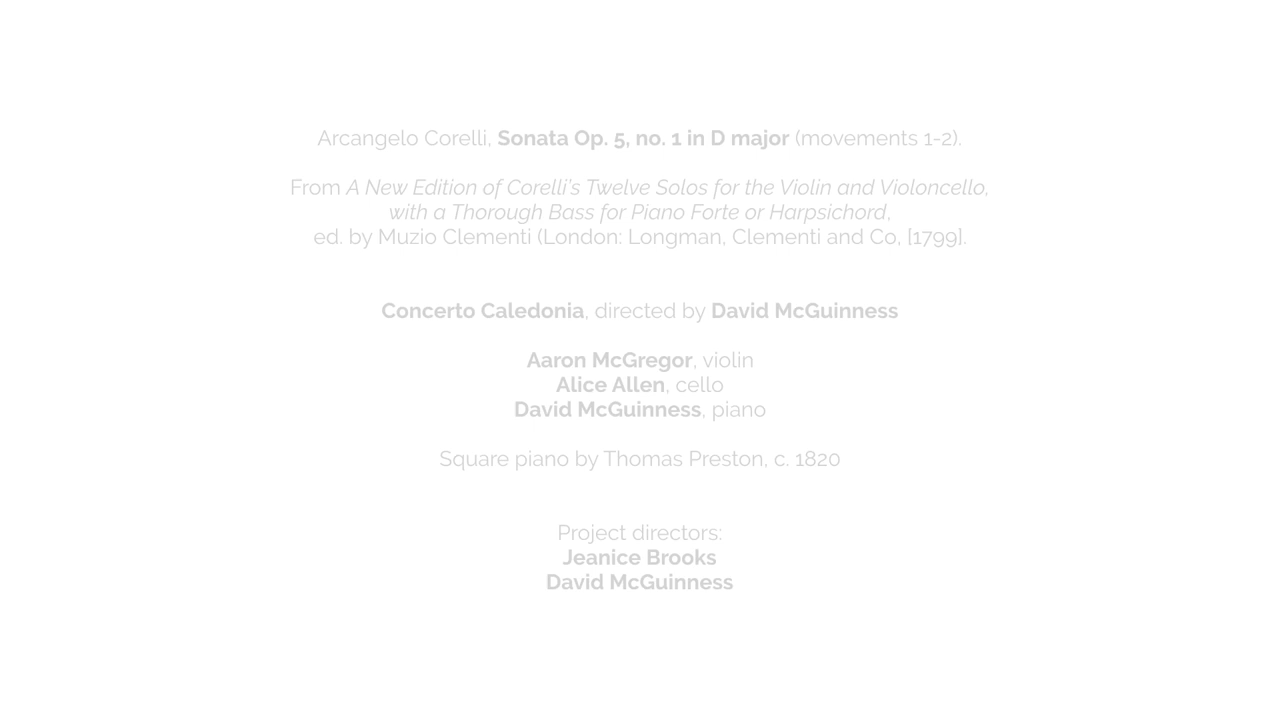 Arcangelo Corelli, Sonata Op. 5, no. 1 in D major (movements 1-2).
From A New Edition of Corelli's Twelve Solos for the Violin and Violoncello,
with a Thorough Bass for Piano Forte or Harpsichord,
ed. by Muzio Clementi (London: Longman, Clementi and Co, [1799].
Concerto Caledonia, directed by David McGuinness
Aaron McGregor, violin
Alice Allen, cello
David McGuinness, piano
Square piano by Thomas Preston, c. 1820
Project directors:
Jeanice Brooks
David McGuinness